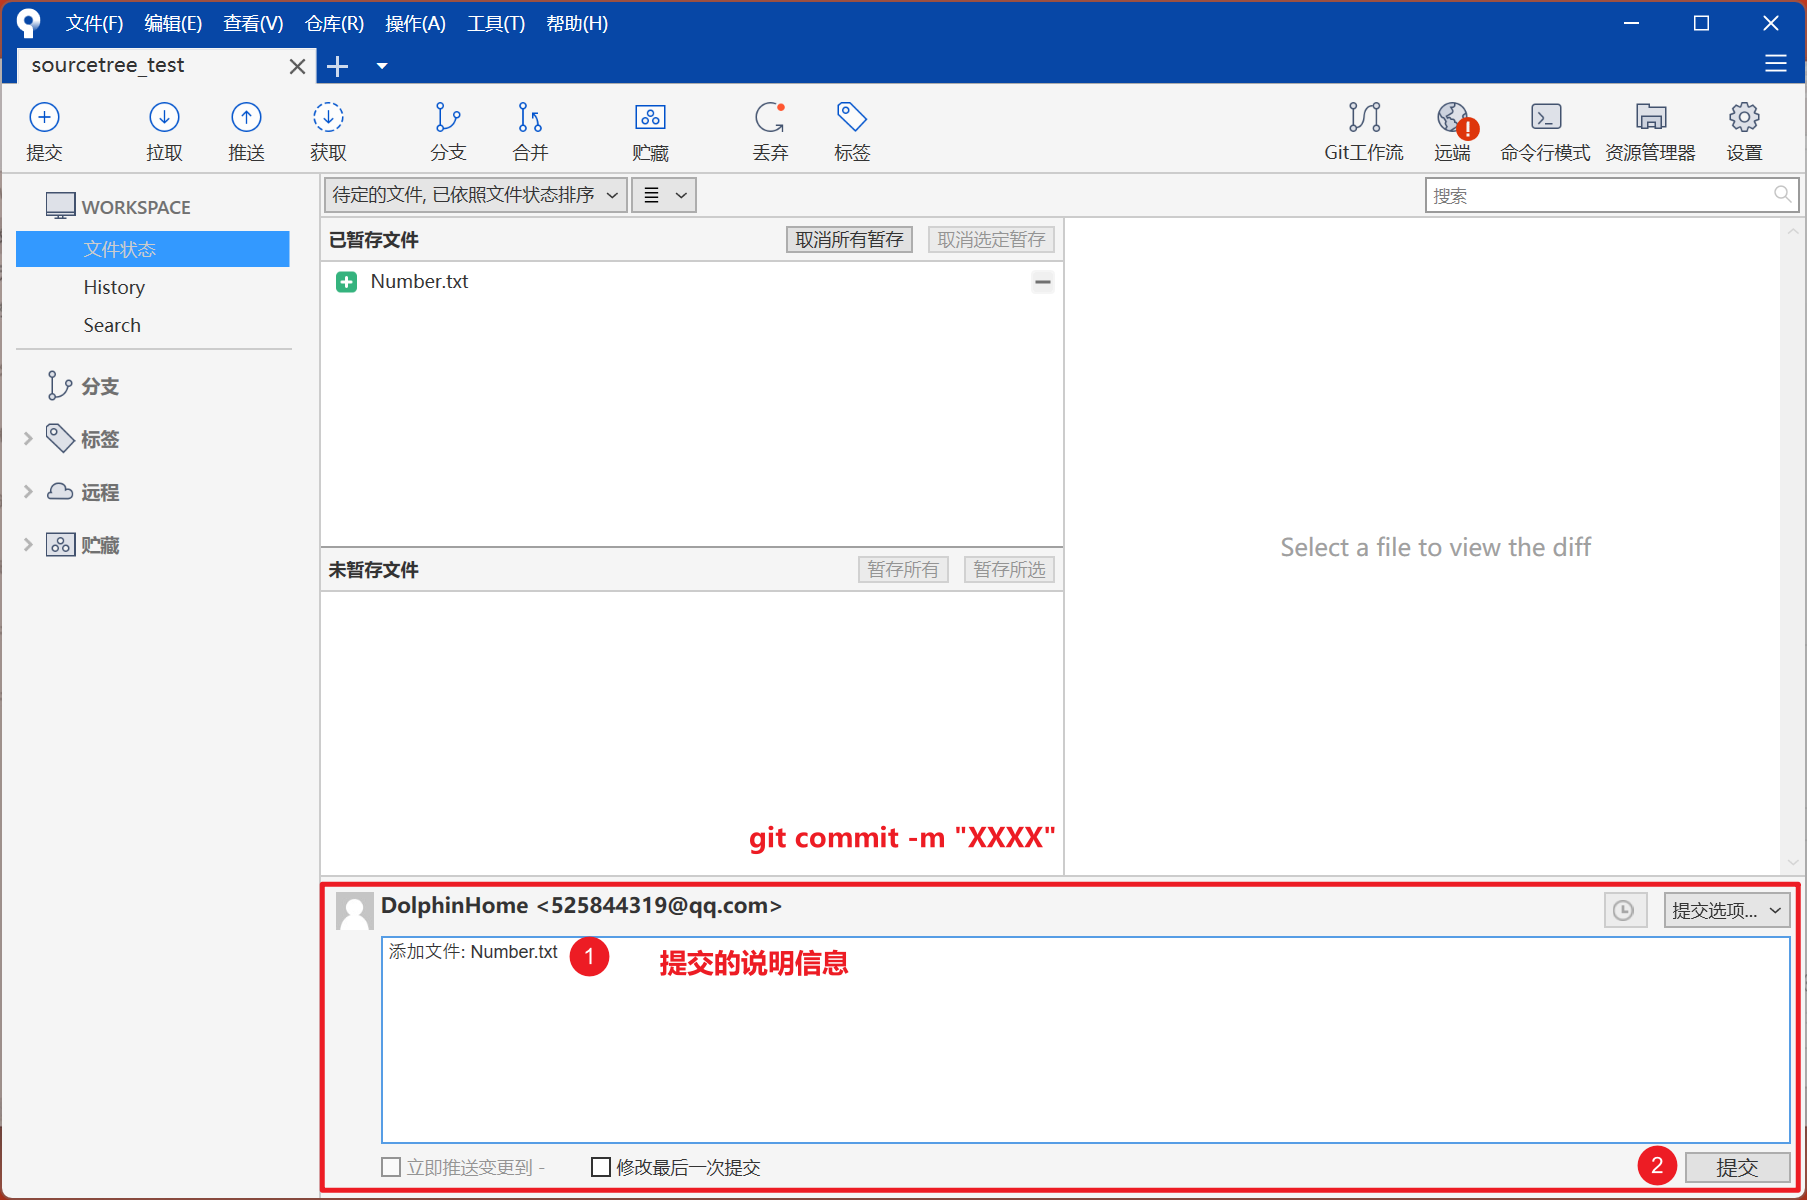 文件(F) 编辑(E) 查看(V) 仓库(R) 操作(A) 工具(T) 帮助(H)
sourcetree_test
提交 拉取 推送 获取 分支 合并 贮藏 丢弃 标签 Git工作流 远端 命令行模式 资源管理器 设置
WORKSPACE
文件状态
History
Search
分支
标签
远程
贮藏
待定的文件, 已依照文件状态排序
搜索
已暂存文件 取消所有暂存 取消选定暂存
Number.txt
未暂存文件 暂存所有 暂存所选
Select a file to view the diff
git commit -m "XXXX"
DolphinHome <525844319@qq.com>
提交选项...
添加文件: Number.txt 1 提交的说明信息
立即推送变更到 - 修改最后一次提交 2 提交